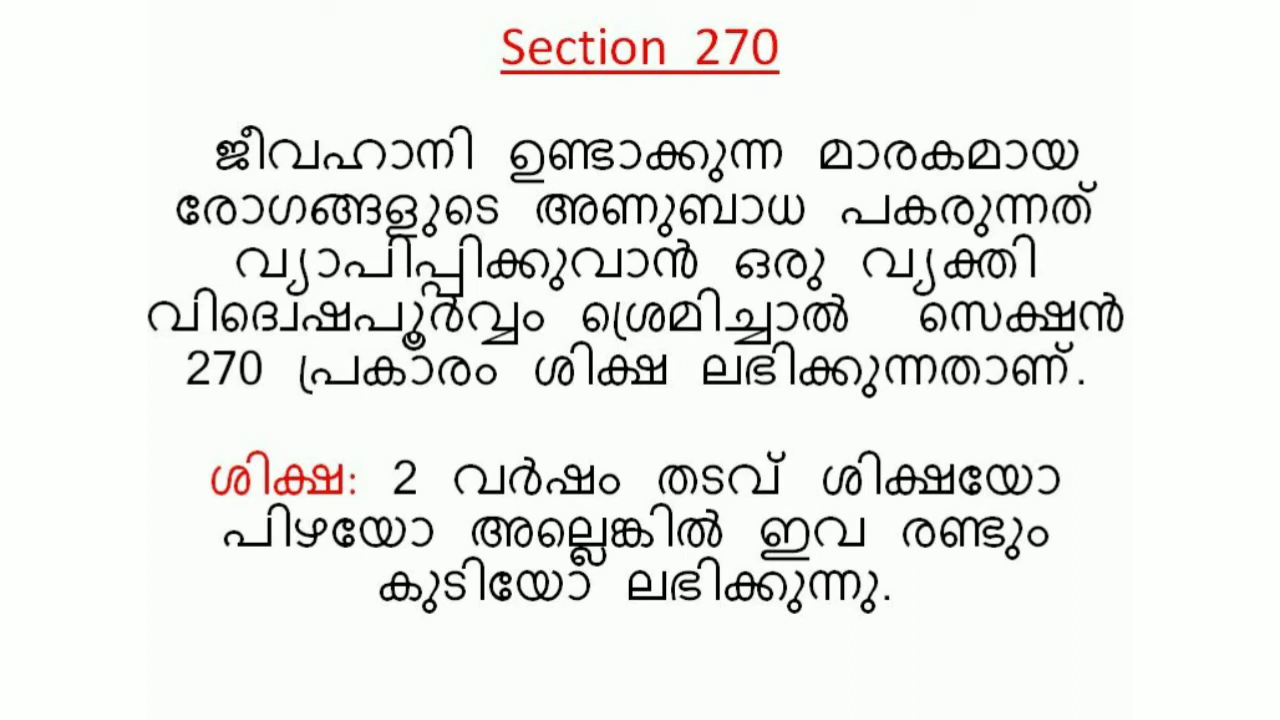 Section 270
ജീവഹാനി ഉണ്ടാക്കുന്ന മാരകമായ
രോഗങ്ങളുടെ അണുബാധ പകരുന്നത്
വ്യാപിപ്പിക്കുവാൻ ഒരു വ്യക്തി
വിദ്വേഷപൂർവ്വം ശ്രെമിച്ചാൽ സെക്ഷൻ
270 പ്രകാരം ശിക്ഷ ലഭിക്കുന്നതാണ്.
ശിക്ഷ: 2 വർഷം തടവ് ശിക്ഷയോ
പിഴയോ അല്ലെങ്കിൽ ഇവ രണ്ടും
കുടിയോ ലഭിക്കുന്നു.